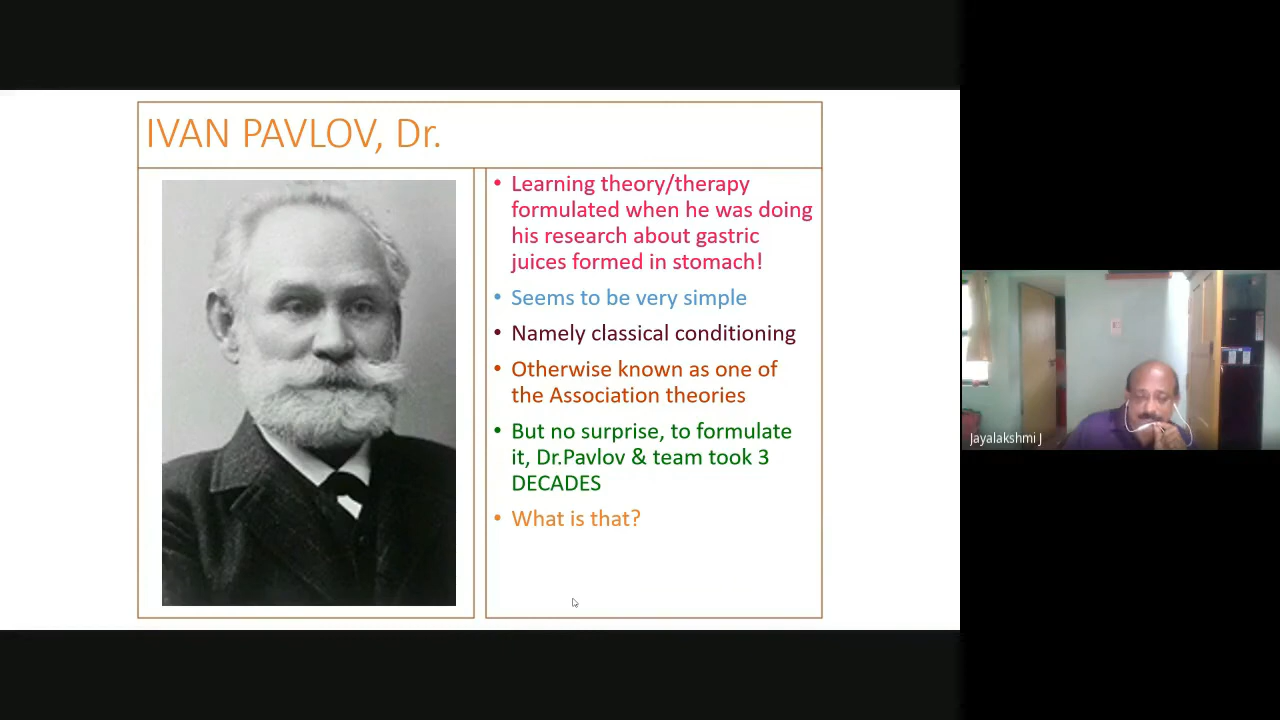 IVAN PAVLOV, Dr.
• Learning theory/therapy
formulated when he was doing
his research about gastric
juices formed in stomach!
• Seems to be very simple
• Namely classical conditioning
• Otherwise known as one of
the Association theories
• But no surprise, to formulate
it, Dr.Pavlov & team took 3
DECADES
• What is that?
Jayalakshmi J